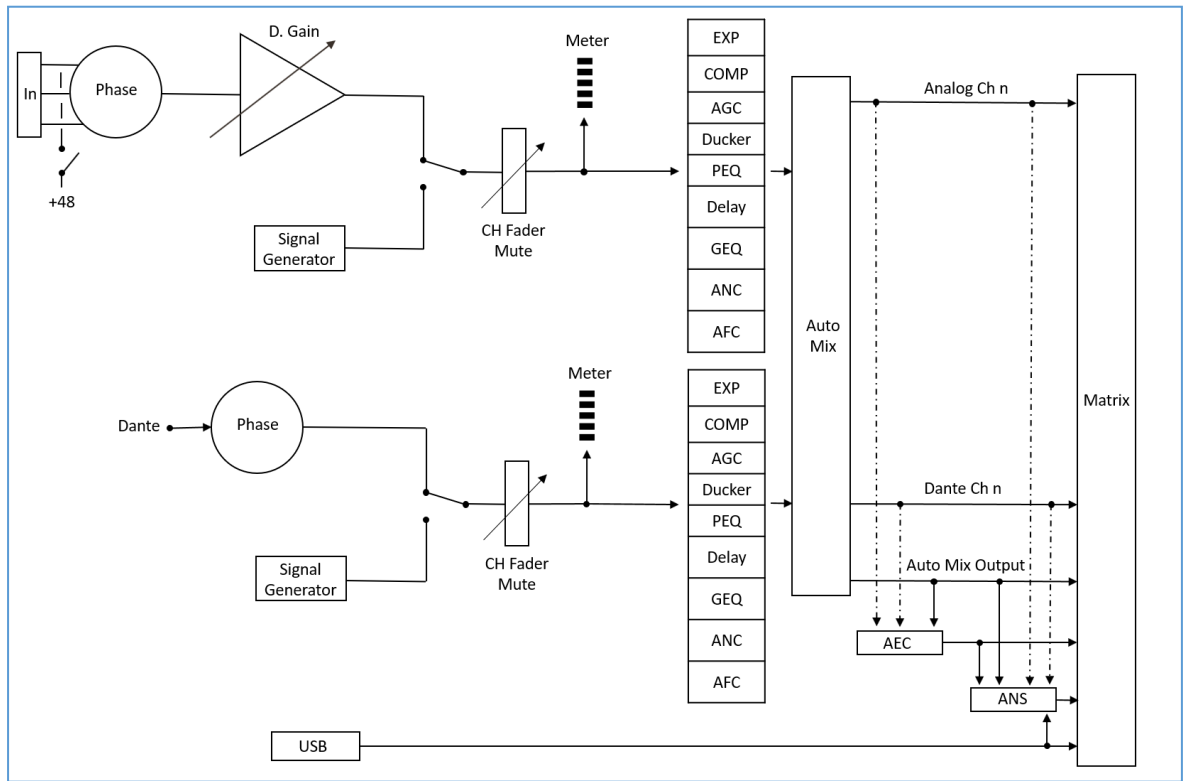 D. Gain
In
Phase
+48
Signal
Generator
CH Fader
Mute
Meter
EXP
COMP
AGC
Ducker
PEQ
Delay
GEQ
ANC
AFC
Dante
Phase
Signal
Generator
CH Fader
Mute
Meter
EXP
COMP
AGC
Ducker
PEQ
Delay
GEQ
ANC
AFC
Auto
Mix
Analog Ch n
Dante Ch n
Auto Mix Output
AEC
ANS
USB
Matrix